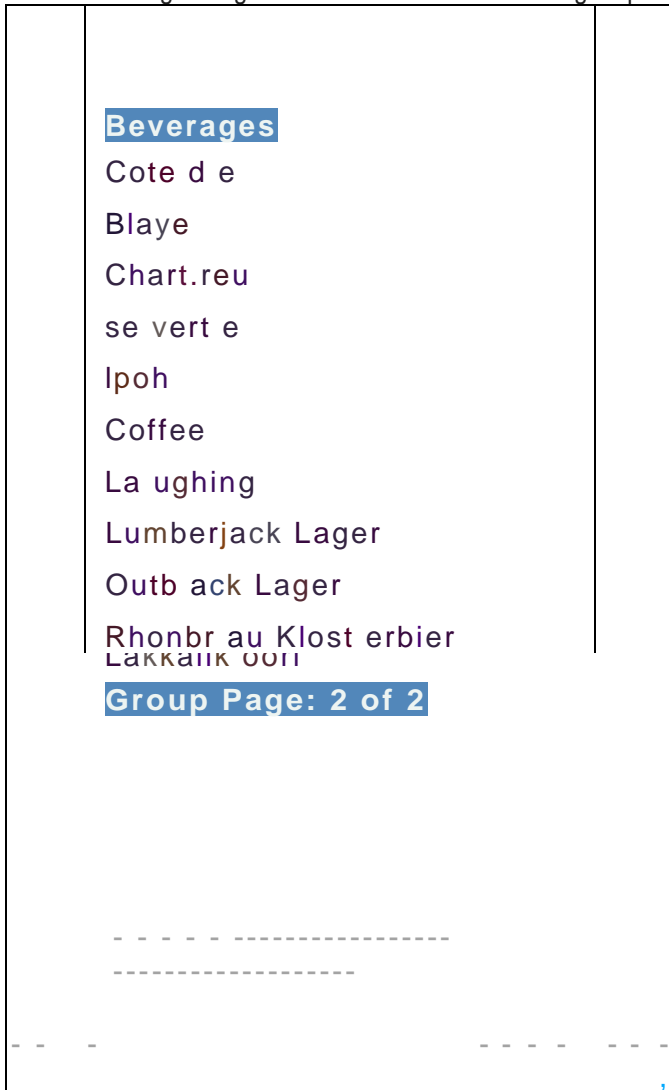 Beverages
Cote d e
Blaye
Chart.reu
se vert e
lpoh
Coffee
La ughing
Lumberjack Lager
Outb ack Lager
Rhonbr au Klost erbier
Group Page: 2 of 2
- - - - - -----------------
-------------------
- - - - - - - - - -